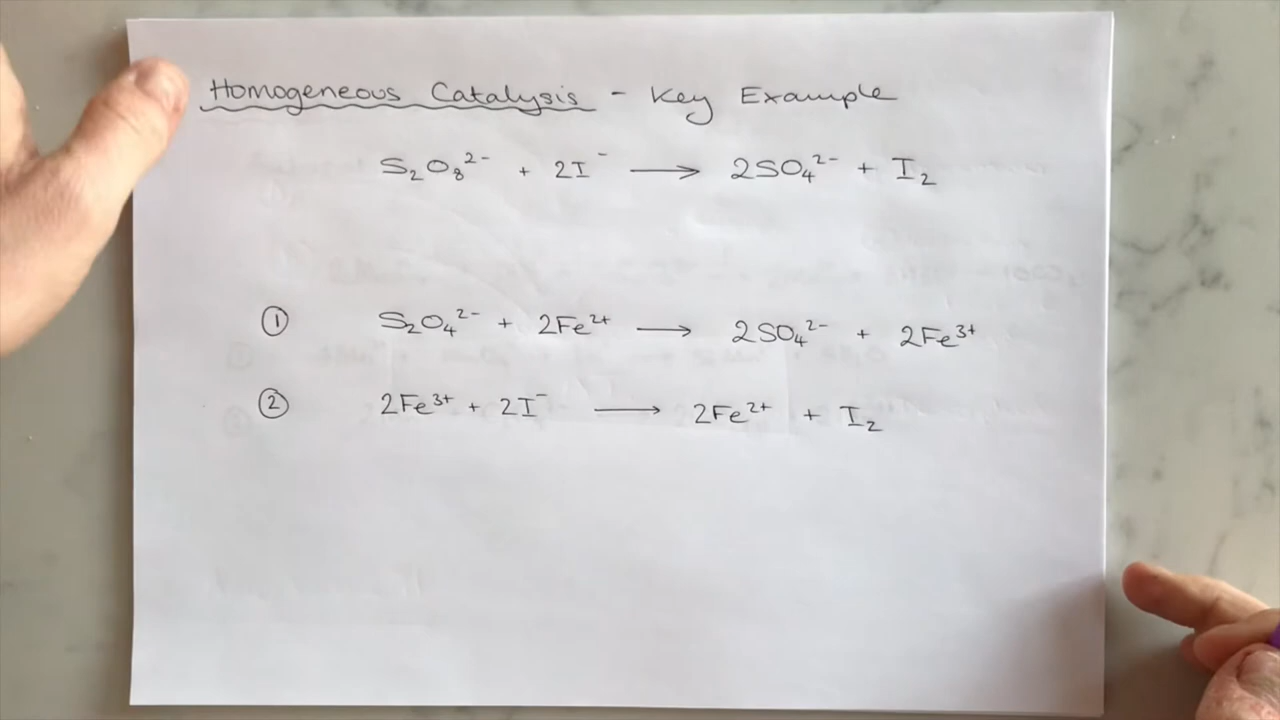 Homogeneous Catalysis - Key Example
S₂O₈²⁻ + 2I⁻ ⟶ 2SO₄²⁻ + I₂
① S₂O₄²⁻ + 2Fe²⁺ ⟶ 2SO₄²⁻ + 2Fe³⁺
② 2Fe³⁺ + 2I⁻ ⟶ 2Fe²⁺ + I₂